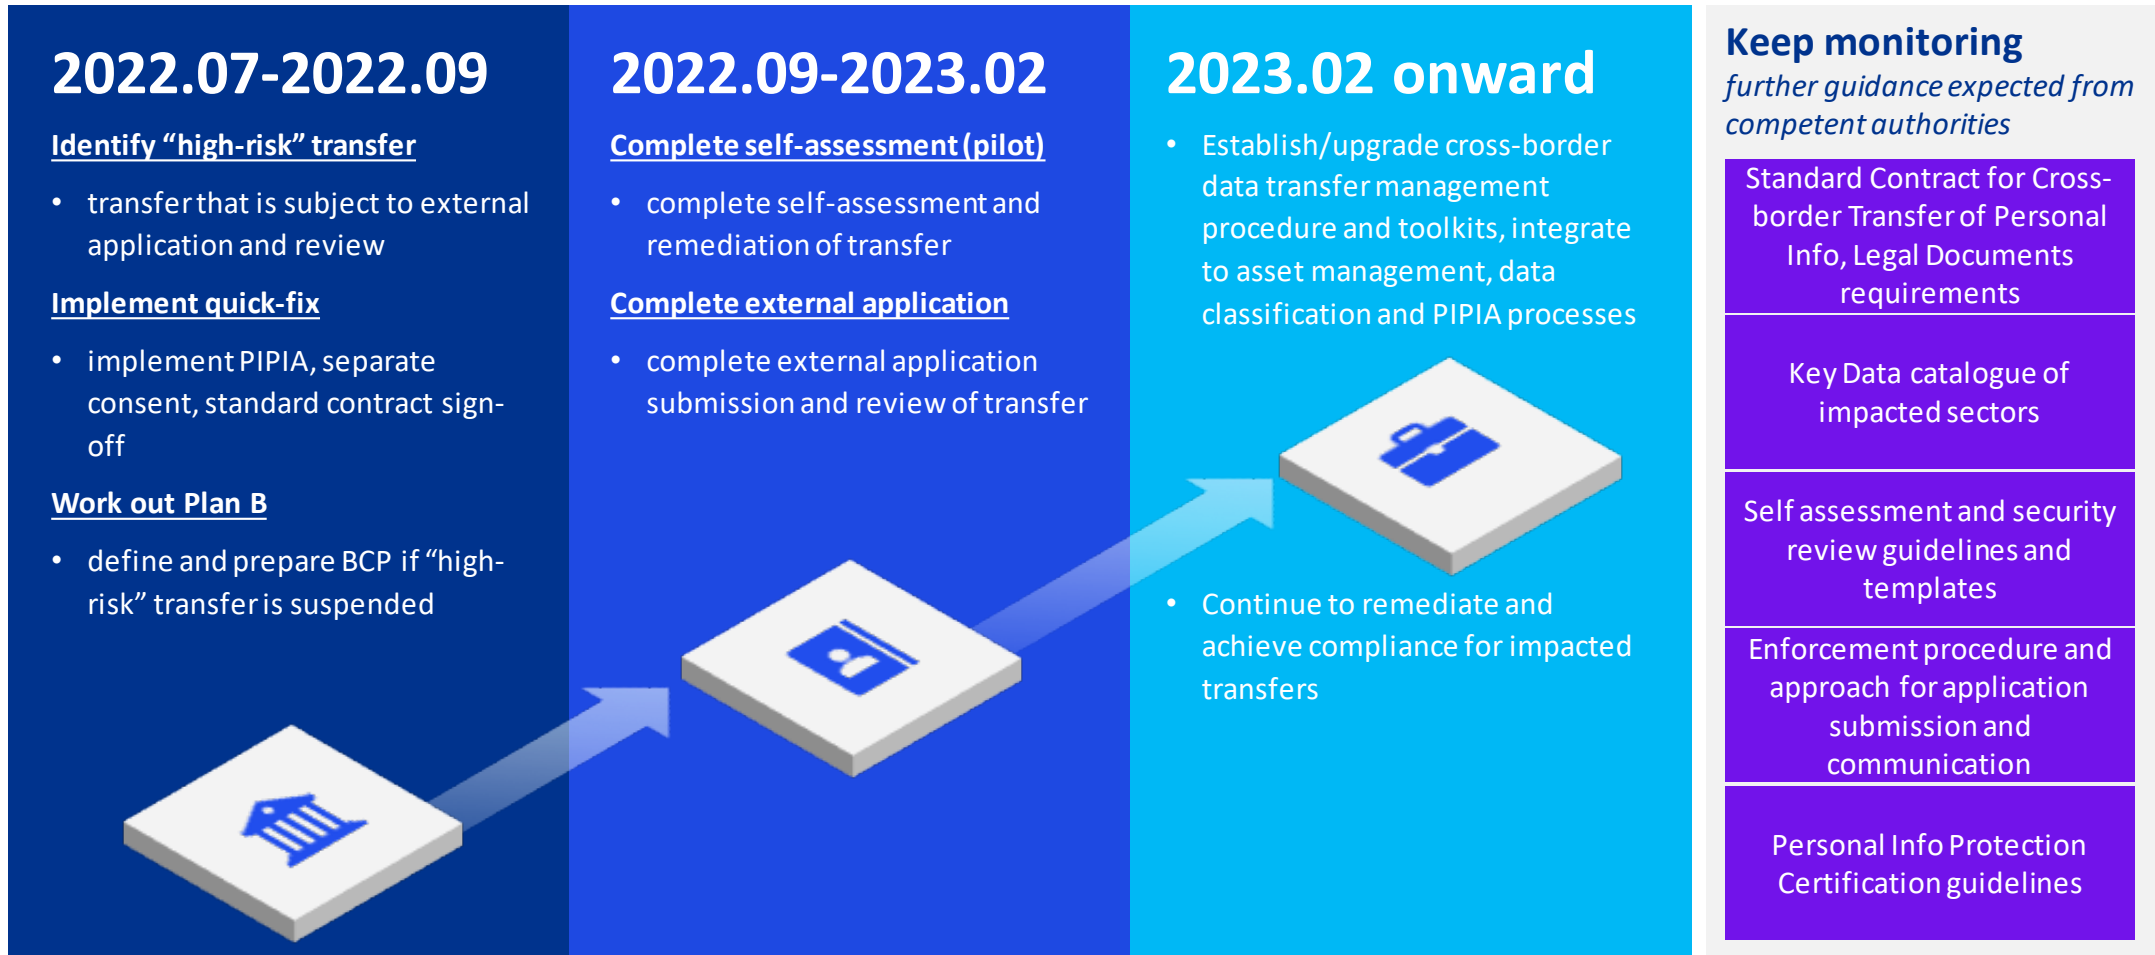 2022.07-2022.09
Identify “high-risk” transfer
• transfer that is subject to external
application and review
Implement quick-fix
• implement PIPIA, separate
consent, standard contract sign-
off
Work out Plan B
• define and prepare BCP if “high-
risk” transfer is suspended
2022.09-2023.02
Complete self-assessment (pilot)
• complete self-assessment and
remediation of transfer
Complete external application
• complete external application
submission and review of transfer
2023.02 onward
• Establish/upgrade cross-border
data transfer management
procedure and toolkits, integrate
to asset management, data
classification and PIPIA processes
• Continue to remediate and
achieve compliance for impacted
transfers
Keep monitoring
further guidance expected from
competent authorities
Standard Contract for Cross-
border Transfer of Personal
Info, Legal Documents
requirements
Key Data catalogue of
impacted sectors
Self assessment and security
review guidelines and
templates
Enforcement procedure and
approach for application
submission and
communication
Personal Info Protection
Certification guidelines